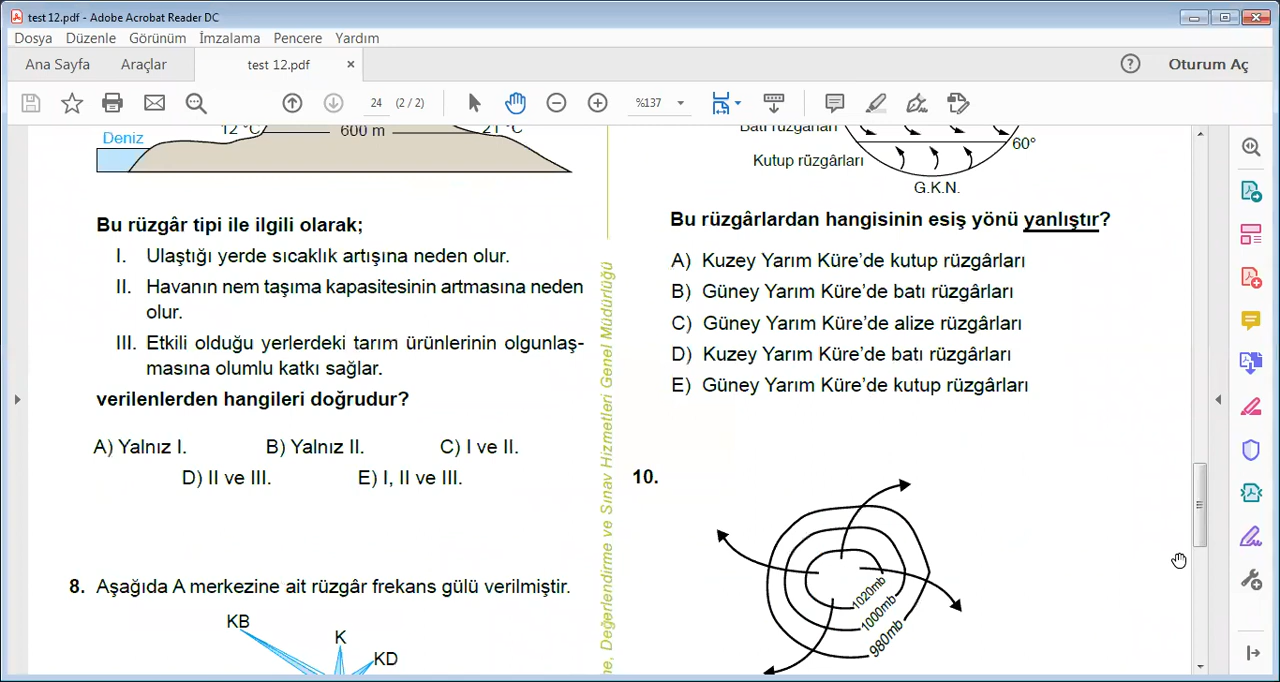 test 12.pdf - Adobe Acrobat Reader DC
Dosya Düzenle Görünüm İmzalama Pencere Yardım
Ana Sayfa Araçlar test 12.pdf × Oturum Aç
24 (2 / 2) %137
Deniz 12 °C 600 m 21 °C
Bu rüzgâr tipi ile ilgili olarak;
I. Ulaştığı yerde sıcaklık artışına neden olur.
II. Havanın nem taşıma kapasitesinin artmasına neden
olur.
III. Etkili olduğu yerlerdeki tarım ürünlerinin olgunlaş-
masına olumlu katkı sağlar.
verilenlerden hangileri doğrudur?
A) Yalnız I. B) Yalnız II. C) I ve II.
D) II ve III. E) I, II ve III.
8. Aşağıda A merkezine ait rüzgâr frekans gülü verilmiştir.
KB
K
KD
Değerlendirme ve Sınav Hizmetleri Genel Müdürlüğü
Batı rüzgârları
60°
Kutup rüzgârları
G.K.N.
Bu rüzgârlardan hangisinin esiş yönü yanlıştır?
A) Kuzey Yarım Küre'de kutup rüzgârları
B) Güney Yarım Küre'de batı rüzgârları
C) Güney Yarım Küre'de alize rüzgârları
D) Kuzey Yarım Küre'de batı rüzgârları
E) Güney Yarım Küre'de kutup rüzgârları
10.
1020mb
1000mb
980mb